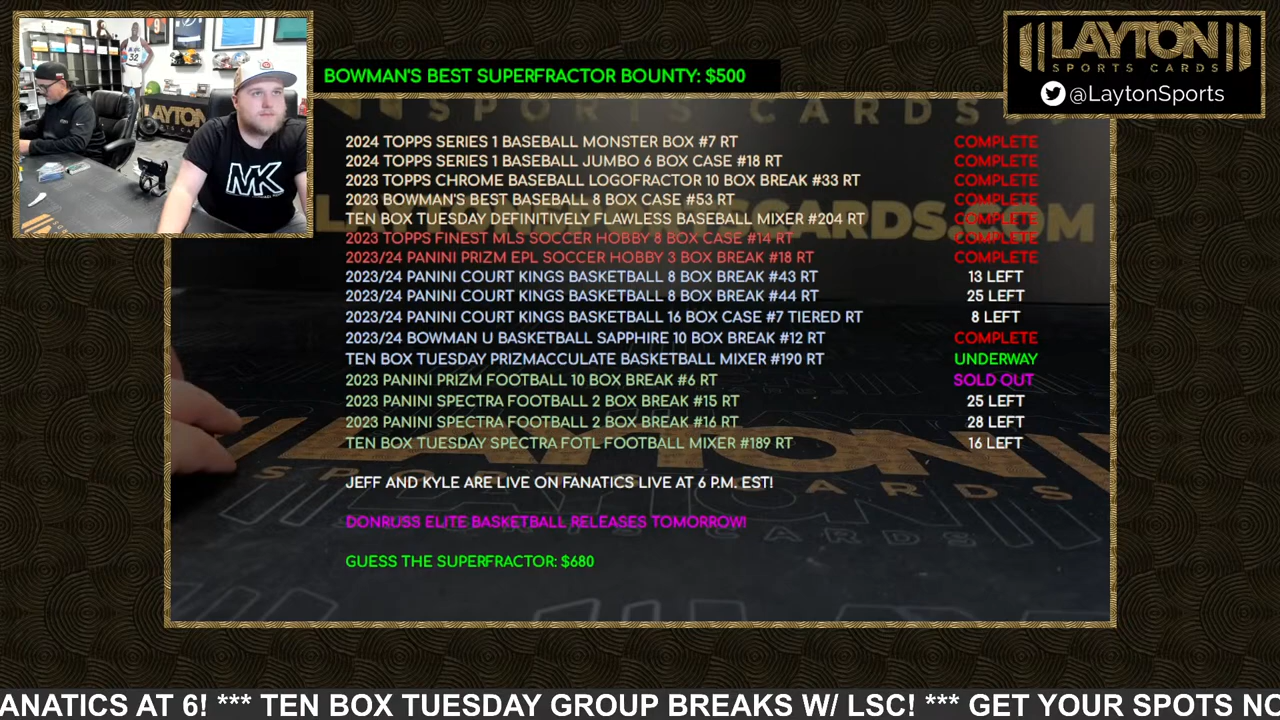 LAYTON
SPORTS CARDS
@LaytonSports
BOWMAN'S BEST SUPERFRACTOR BOUNTY: $500
SPORTS CARDS
32
LAYTON
MK
2024 TOPPS SERIES 1 BASEBALL MONSTER BOX #7 RT COMPLETE
2024 TOPPS SERIES 1 BASEBALL JUMBO 6 BOX CASE #18 RT COMPLETE
2023 TOPPS CHROME BASEBALL LOGOFRACTOR 10 BOX BREAK #33 RT COMPLETE
2023 BOWMAN'S BEST BASEBALL 8 BOX CASE #53 RT COMPLETE
TEN BOX TUESDAY DEFINITIVELY FLAWLESS BASEBALL MIXER #204 RT COMPLETE
2023 TOPPS FINEST MLS SOCCER HOBBY 8 BOX CASE #14 RT COMPLETE
2023/24 PANINI PRIZM EPL SOCCER HOBBY 3 BOX BREAK #18 RT COMPLETE
2023/24 PANINI COURT KINGS BASKETBALL 8 BOX BREAK #43 RT 13 LEFT
2023/24 PANINI COURT KINGS BASKETBALL 8 BOX BREAK #44 RT 25 LEFT
2023/24 PANINI COURT KINGS BASKETBALL 16 BOX CASE #7 TIERED RT 8 LEFT
2023/24 BOWMAN U BASKETBALL SAPPHIRE 10 BOX BREAK #12 RT COMPLETE
TEN BOX TUESDAY PRIZMACCULATE BASKETBALL MIXER #190 RT UNDERWAY
2023 PANINI PRIZM FOOTBALL 10 BOX BREAK #6 RT SOLD OUT
2023 PANINI SPECTRA FOOTBALL 2 BOX BREAK #15 RT 25 LEFT
2023 PANINI SPECTRA FOOTBALL 2 BOX BREAK #16 RT 28 LEFT
TEN BOX TUESDAY SPECTRA FOTL FOOTBALL MIXER #189 RT 16 LEFT
JEFF AND KYLE ARE LIVE ON FANATICS LIVE AT 6 P.M. EST!
DONRUSS ELITE BASKETBALL RELEASES TOMORROW!
GUESS THE SUPERFRACTOR: $680
ANATICS AT 6! *** TEN BOX TUESDAY GROUP BREAKS W/ LSC! *** GET YOUR SPOTS NO